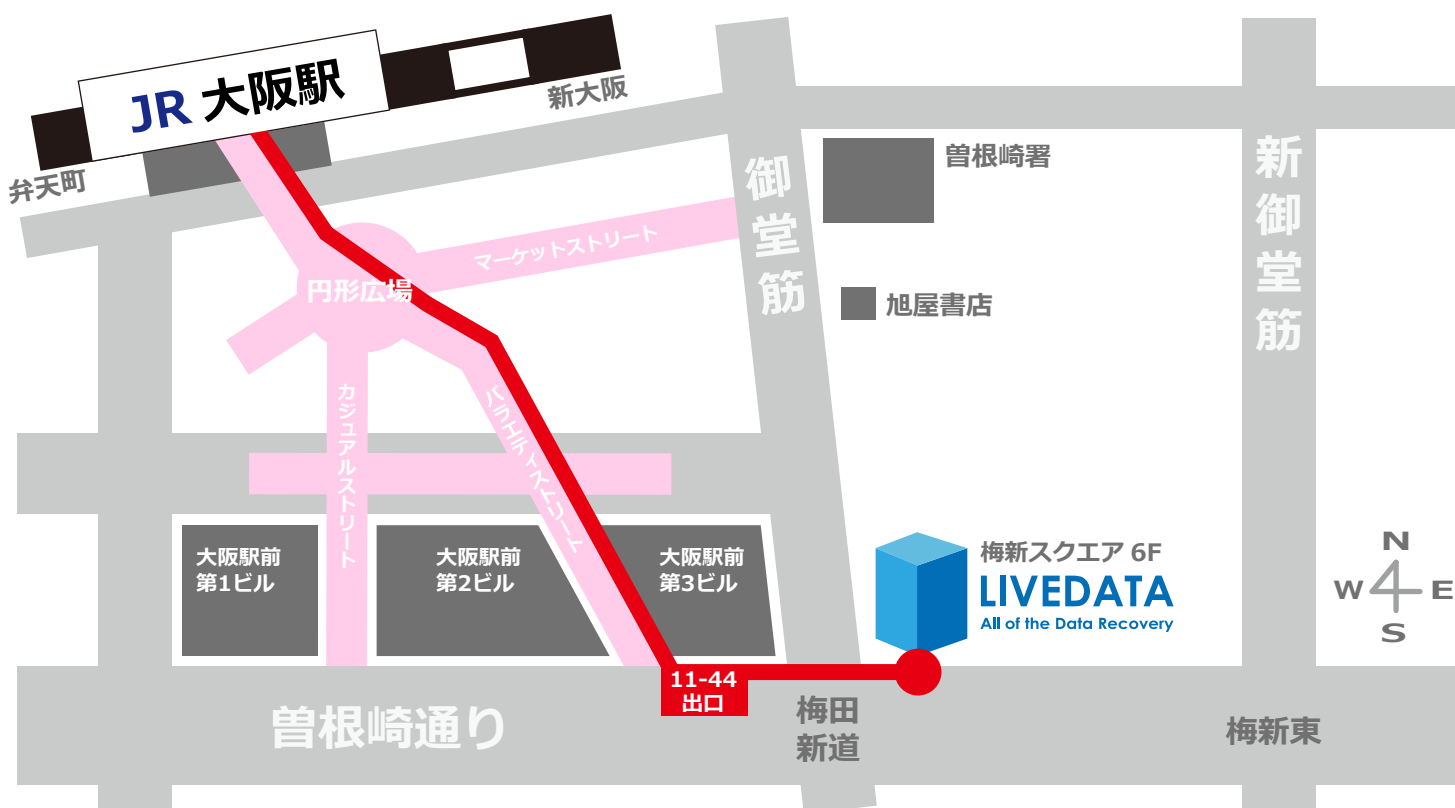 JR 大阪駅
新大阪
弁天町
曽根崎署
御堂筋
新御堂筋
マーケットストリート
円形広場
旭屋書店
カジュアルストリート
バラエティストリート
大阪駅前
第1ビル
大阪駅前
第2ビル
大阪駅前
第3ビル
梅新スクエア 6F
LIVEDATA
All of the Data Recovery
N
W
E
S
11-44
出口
曽根崎通り
梅田
新道
梅新東